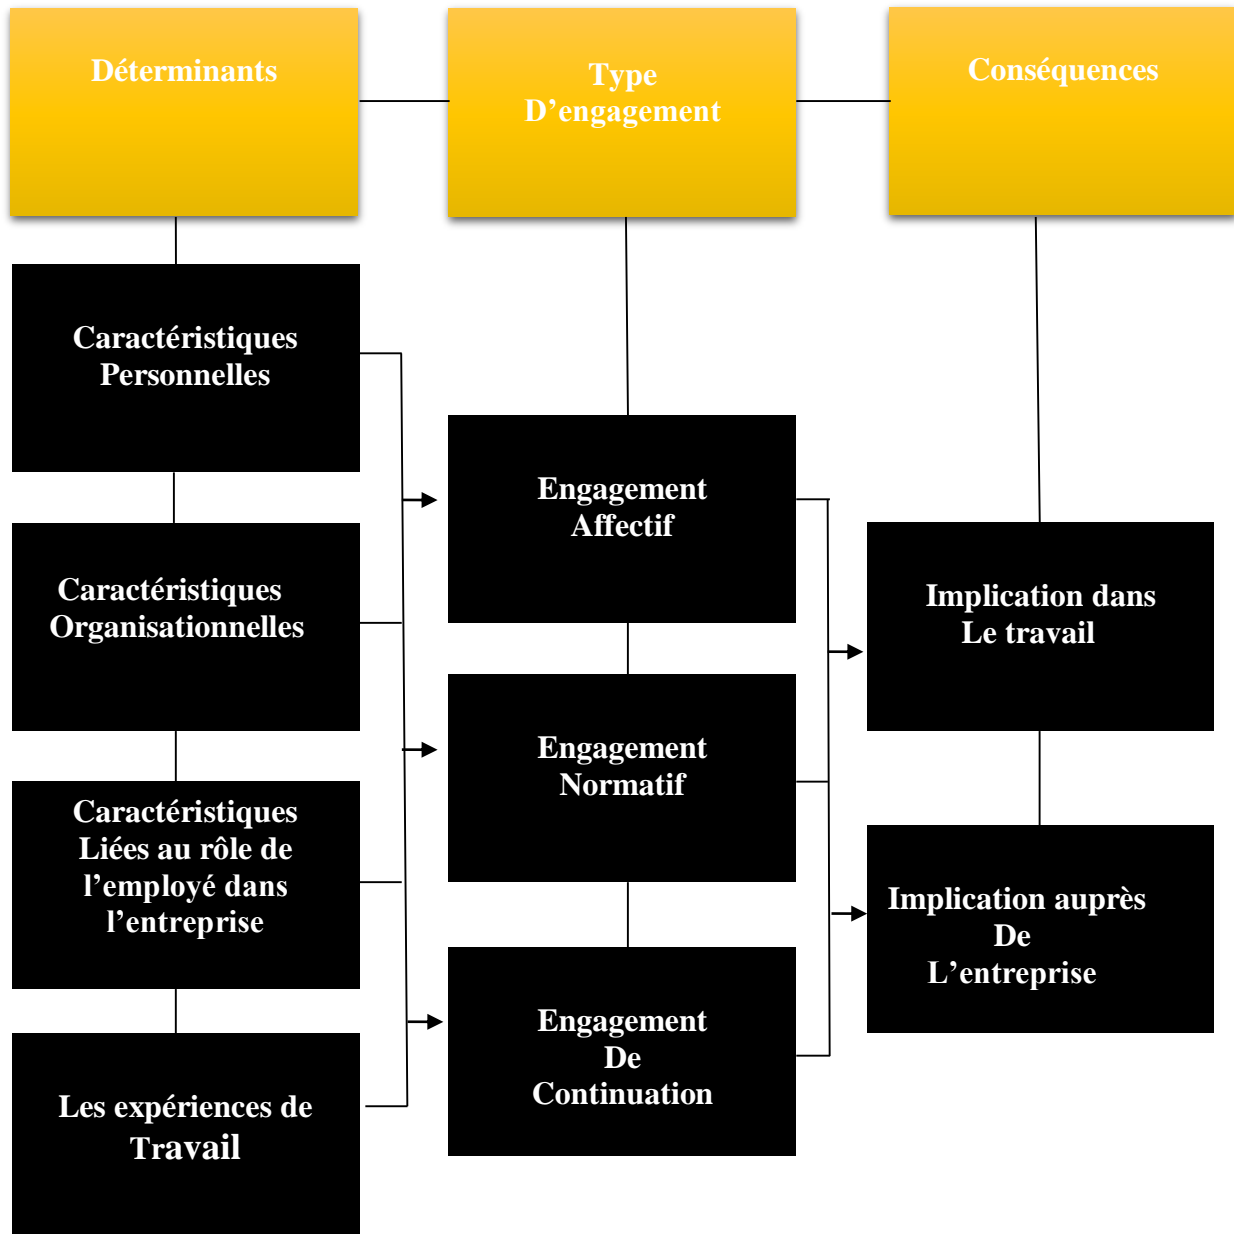 Déterminants
Type
D’engagement
Conséquences
Caractéristiques
Personnelles
Caractéristiques
Organisationnelles
Caractéristiques
Liées au rôle de
l’employé dans
l’entreprise
Les expériences de
Travail
Engagement
Affectif
Engagement
Normatif
Engagement
De
Continuation
Implication dans
Le travail
Implication auprès
De
L’entreprise